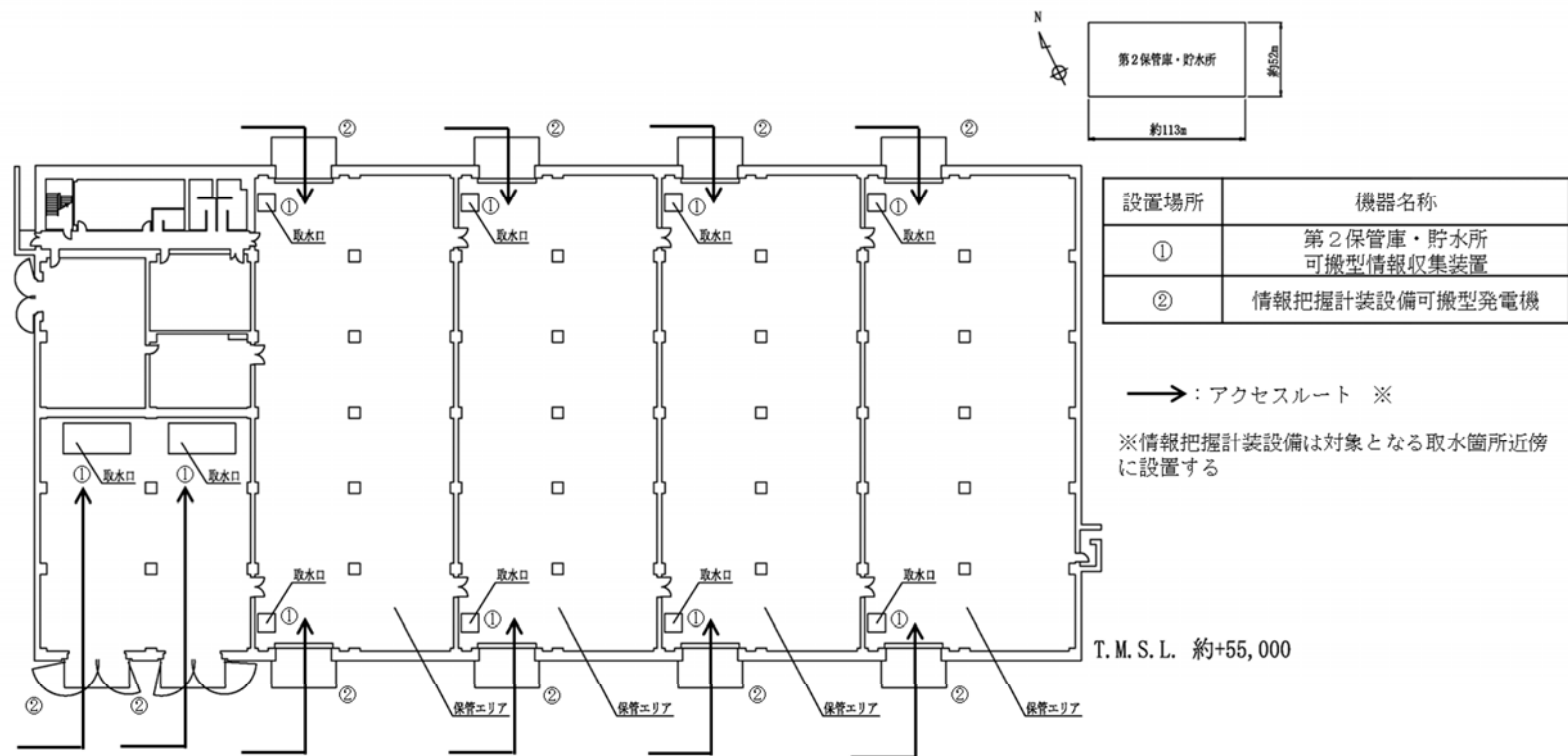 N
第2保管庫・貯水所
約52m
約113m
② ② ② ②
設置場所 機器名称
① 第2保管庫・貯水所
可搬型情報収集装置
② 情報把握計装設備可搬型発電機
① ① ① ①
取水口 取水口 取水口 取水口
：アクセスルート ※
※情報把握計装設備は対象となる取水箇所近傍
に設置する
① 取水口 ① 取水口
取水口 取水口 取水口 取水口
① ① ① ①
T.M.S.L. 約+55,000
② ② ② ② ② ②
保管エリア 保管エリア 保管エリア 保管エリア